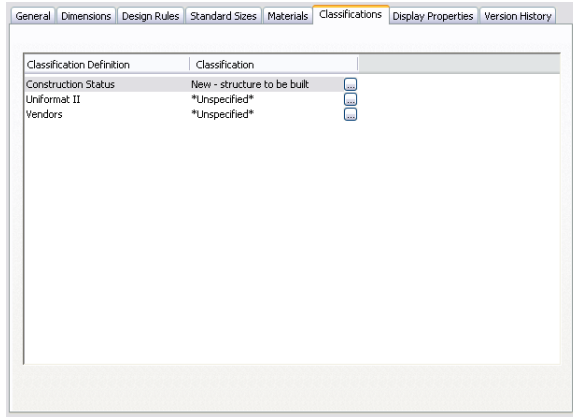 General Dimensions Design Rules Standard Sizes Materials Classifications Display Properties Version History
Classification Definition Classification
Construction Status New - structure to be built ...
Uniformat II *Unspecified* ...
Vendors *Unspecified* ...